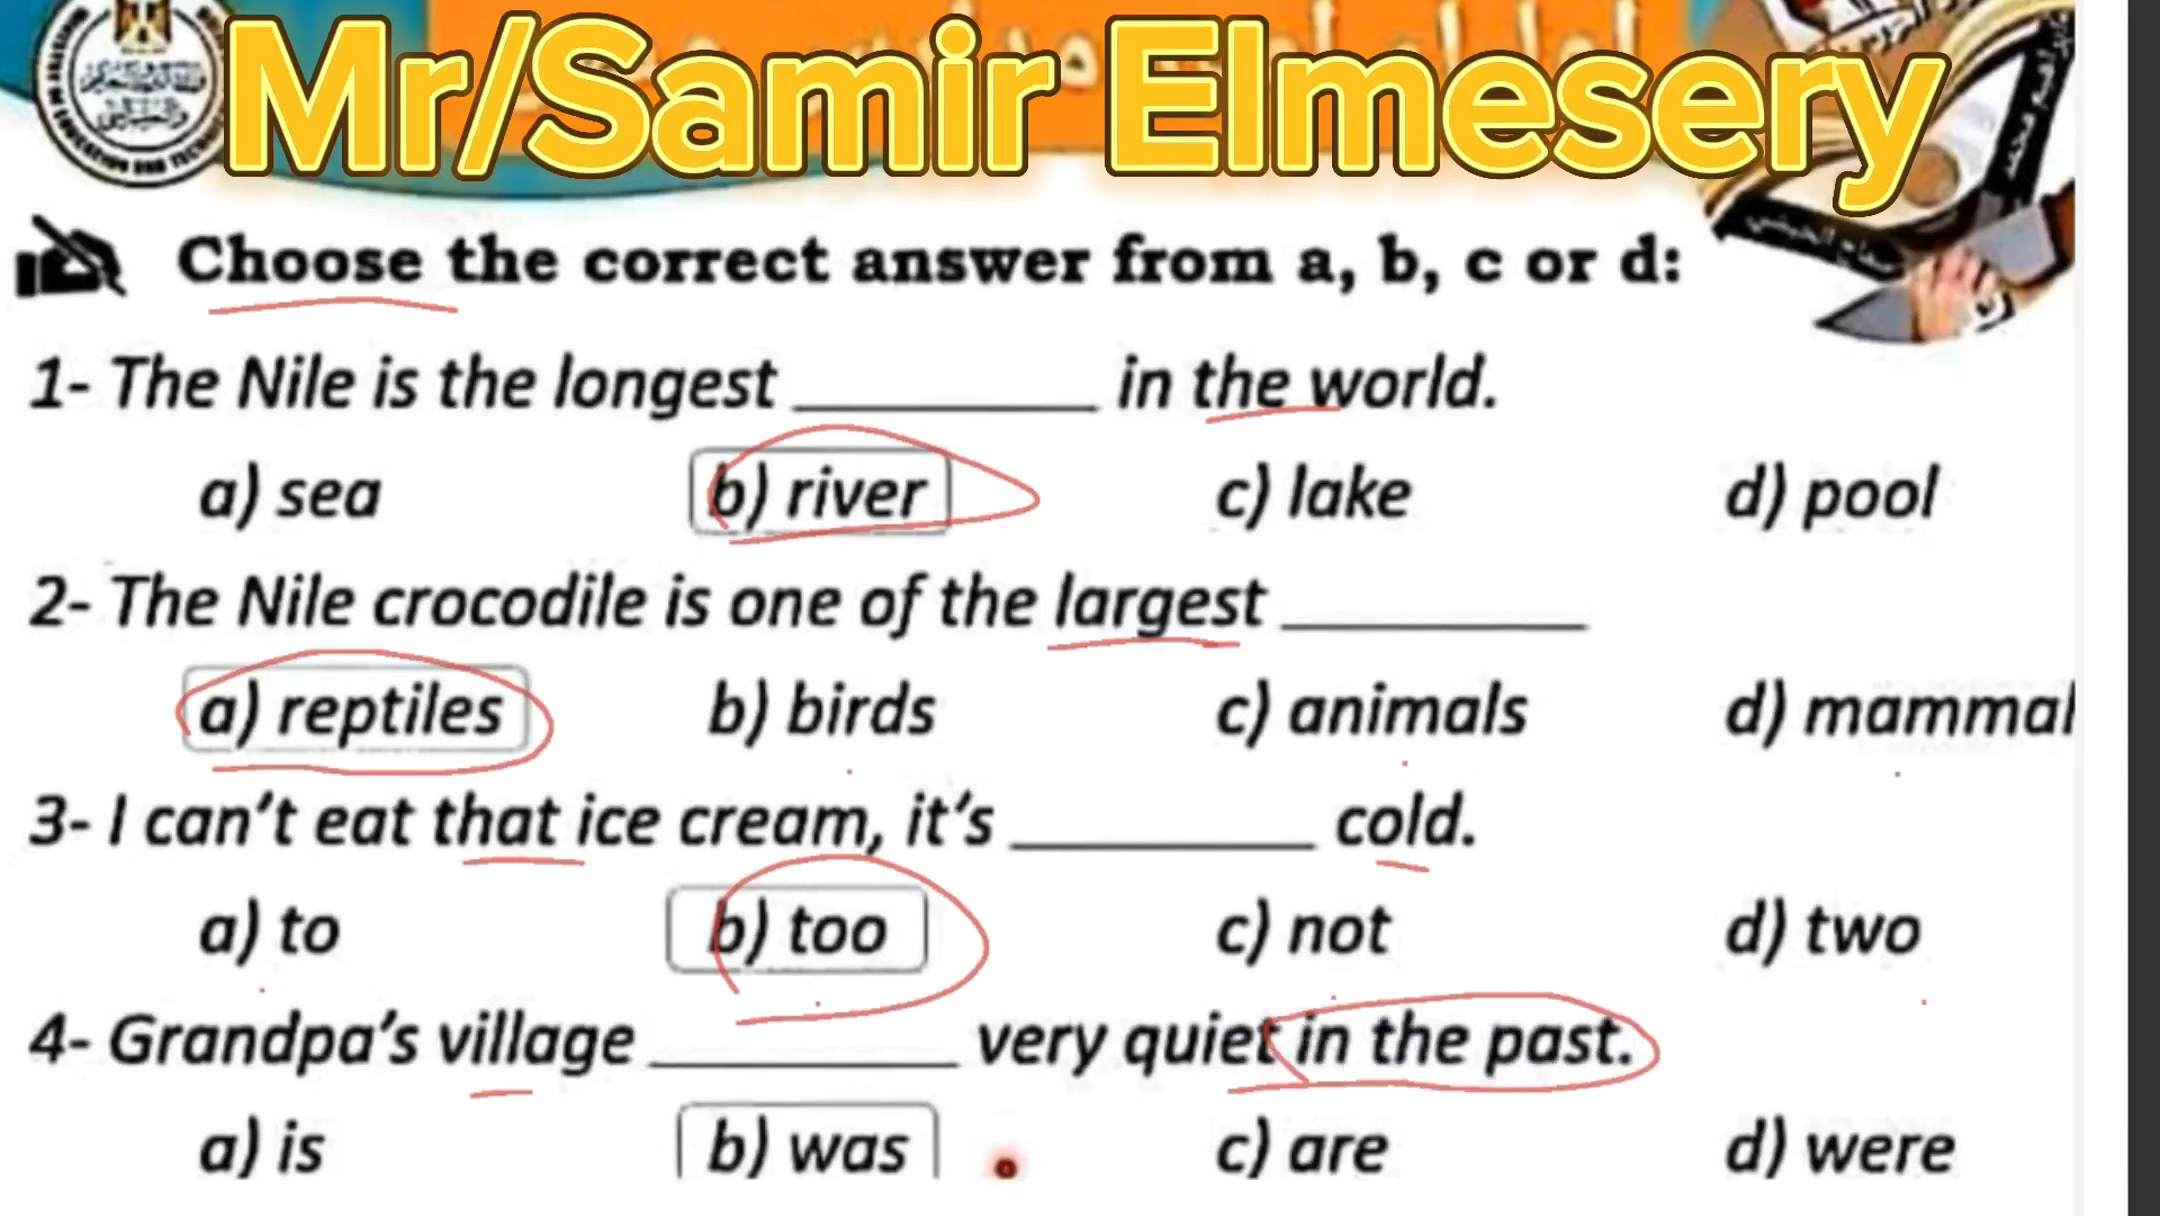 Mr/Samir Elmesery
Choose the correct answer from a, b, c or d:
1- The Nile is the longest __________ in the world.
a) sea b) river c) lake d) pool
2- The Nile crocodile is one of the largest __________
a) reptiles b) birds c) animals d) mammal
3- I can't eat that ice cream, it's __________ cold.
a) to b) too c) not d) two
4- Grandpa's village __________ very quiet in the past.
a) is b) was c) are d) were